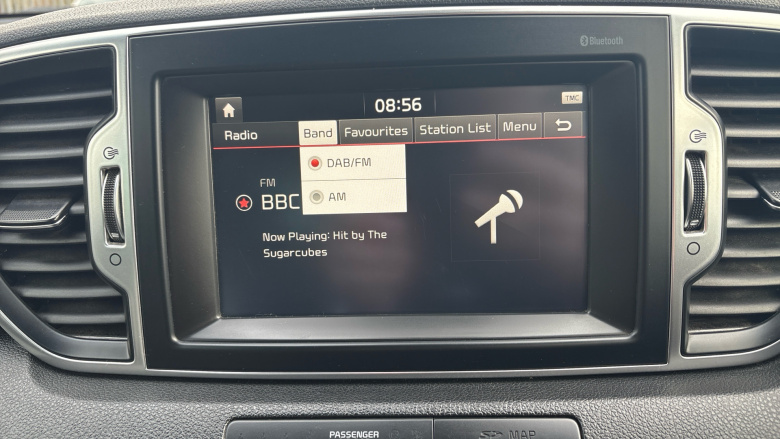 Bluetooth
08:56
TMC
Radio Band Favourites Station List Menu
DAB/FM
AM
FM
BBC
Now Playing: Hit by The
Sugarcubes
PASSENGER
MAP